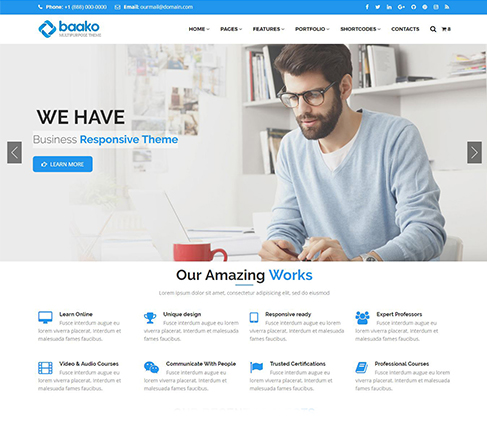 Phone: +1 (888) 000-0000 Email: ourmail@domain.com
baako
MULTIPURPOSE THEME
HOME PAGES FEATURES PORTFOLIO SHORTCODES CONTACTS 8
WE HAVE
Business Responsive Theme
LEARN MORE
Our Amazing Works
Lorem ipsum dolor sit amet, consectetur adipisicing elit, sed do eiusmod
Learn Online
Fusce interdum augue eu
lorem viverra placerat. Interdum et
malesuada fames faucibus.
Unique design
Fusce interdum augue eu
lorem viverra placerat. Interdum et
malesuada fames faucibus.
Responsive ready
Fusce interdum augue eu
lorem viverra placerat. Interdum et
malesuada fames faucibus.
Expert Professors
Fusce interdum augue eu
lorem viverra placerat. Interdum et
malesuada fames faucibus.
Video & Audio Courses
Fusce interdum augue eu
lorem viverra placerat. Interdum et
malesuada fames faucibus.
Communicate With People
Fusce interdum augue eu
lorem viverra placerat. Interdum et
malesuada fames faucibus.
Trusted Certifications
Fusce interdum augue eu
lorem viverra placerat. Interdum et
malesuada fames faucibus.
Professional Courses
Fusce interdum augue eu
lorem viverra placerat. Interdum et
malesuada fames faucibus.